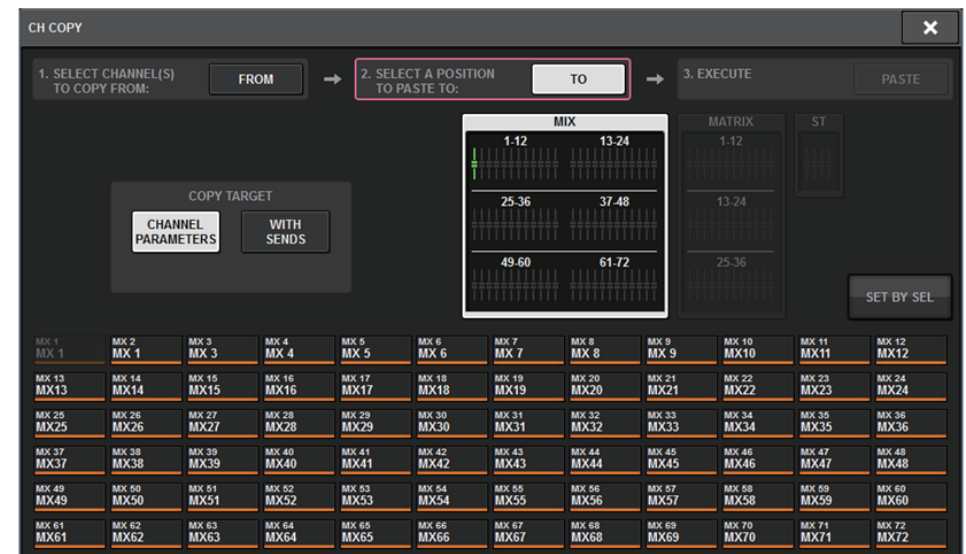 CH COPY
1. SELECT CHANNEL(S)
TO COPY FROM:
FROM
2. SELECT A POSITION
TO PASTE TO:
TO
3. EXECUTE
PASTE
MIX
1-12 13-24
25-36 37-48
49-60 61-72
MATRIX
1-12
13-24
25-36
ST
COPY TARGET
CHANNEL
PARAMETERS
WITH
SENDS
SET BY SEL
MX 1 MX 2 MX 3 MX 4 MX 5 MX 6 MX 7 MX 8 MX 9 MX 10 MX 11 MX 12
MX 1 MX 1 MX 3 MX 4 MX 5 MX 6 MX 7 MX 8 MX 9 MX10 MX11 MX12
MX 13 MX 14 MX 15 MX 16 MX 17 MX 18 MX 19 MX 20 MX 21 MX 22 MX 23 MX 24
MX13 MX14 MX15 MX16 MX17 MX18 MX19 MX20 MX21 MX22 MX23 MX24
MX 25 MX 26 MX 27 MX 28 MX 29 MX 30 MX 31 MX 32 MX 33 MX 34 MX 35 MX 36
MX25 MX26 MX27 MX28 MX29 MX30 MX31 MX32 MX33 MX34 MX35 MX36
MX 37 MX 38 MX 39 MX 40 MX 41 MX 42 MX 43 MX 44 MX 45 MX 46 MX 47 MX 48
MX37 MX38 MX39 MX40 MX41 MX42 MX43 MX44 MX45 MX46 MX47 MX48
MX 49 MX 50 MX 51 MX 52 MX 53 MX 54 MX 55 MX 56 MX 57 MX 58 MX 59 MX 60
MX49 MX50 MX51 MX52 MX53 MX54 MX55 MX56 MX57 MX58 MX59 MX60
MX 61 MX 62 MX 63 MX 64 MX 65 MX 66 MX 67 MX 68 MX 69 MX 70 MX 71 MX 72
MX61 MX62 MX63 MX64 MX65 MX66 MX67 MX68 MX69 MX70 MX71 MX72